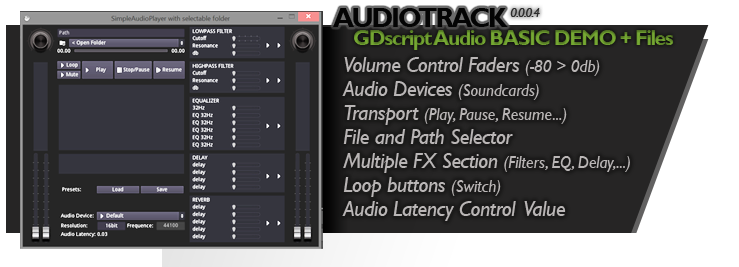 SimpleAudioPlayer with selectable folder
Path
< Open Folder
00.00
00.00
Loop
Mute
Play
Stop/Pause
Resume
Presets:
Load
Save
Audio Device:
Default
Resolution:
16bit
Frequency:
44100
Audio Latency: 0.03
LOWPASS FILTER
Cutoff
Resonance
db
HIGHPASS FILTER
Cutoff
Resonance
db
EQUALIZER
32Hz
EQ 32Hz
EQ 32Hz
EQ 32Hz
EQ 32Hz
EQ 32Hz
DELAY
delay
delay
delay
delay
REVERB
delay
delay
delay
delay
AUDIOTRACK 0.0.0.4
GDscript Audio BASIC DEMO + Files
Volume Control Faders (-80 > 0db)
Audio Devices (Soundcards)
Transport (Play, Pause, Resume...)
File and Path Selector
Multiple FX Section (Filters, EQ, Delay,...)
Loop buttons (Switch)
Audio Latency Control Value